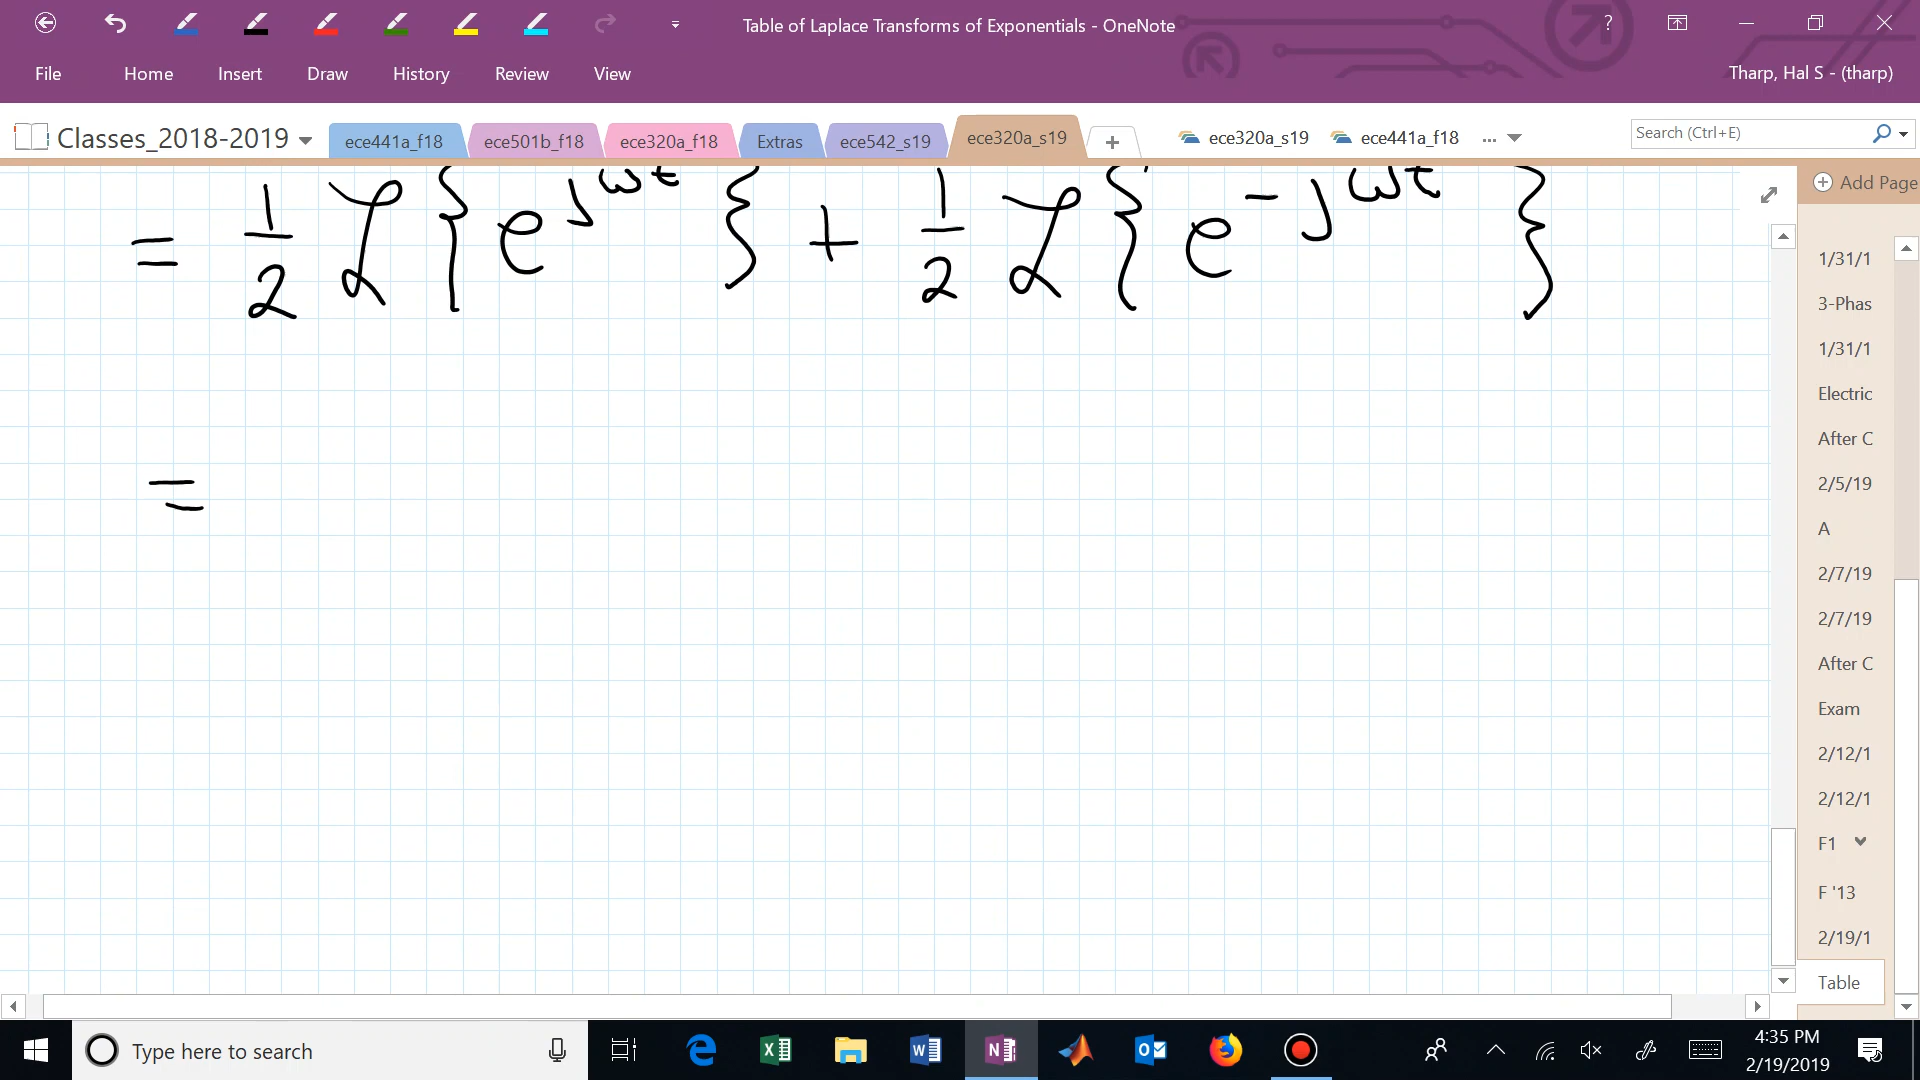 Table of Laplace Transforms of Exponentials - OneNote
?
File Home Insert Draw History Review View
Tharp, Hal S - (tharp)
Classes_2018-2019
ece441a_f18 ece501b_f18 ece320a_f18 Extras ece542_s19 ece320a_s19 +
ece320a_s19 ece441a_f18 ...
Search (Ctrl+E)
Add Page
= 1/2 ℒ{e^{jωt}} + 1/2 ℒ{e^{-jωt}}
=
1/31/1
3-Phas
1/31/1
Electric
After C
2/5/19
A
2/7/19
2/7/19
After C
Exam
2/12/1
2/12/1
F1
F '13
2/19/1
Table
Type here to search
4:35 PM
2/19/2019